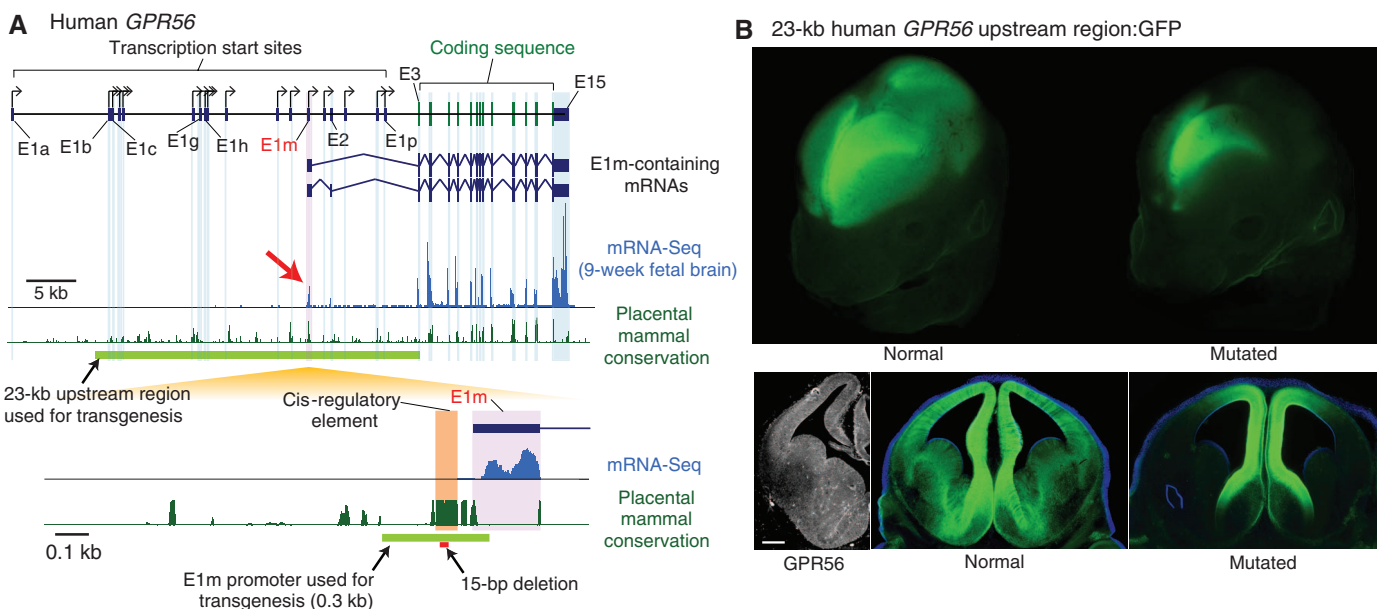 A
Human GPR56
Transcription start sites
Coding sequence
E3
E15
E1a
E1b
E1c
E1g
E1h
E1m
E2
E1p
E1m-containing
mRNAs
mRNA-Seq
(9-week fetal brain)
5 kb
Placental
mammal
conservation
23-kb upstream region
used for transgenesis
Cis-regulatory
element
E1m
mRNA-Seq
Placental
mammal
conservation
0.1 kb
E1m promoter used for
transgenesis (0.3 kb)
15-bp deletion
B
23-kb human GPR56 upstream region:GFP
Normal
Mutated
GPR56
Normal
Mutated